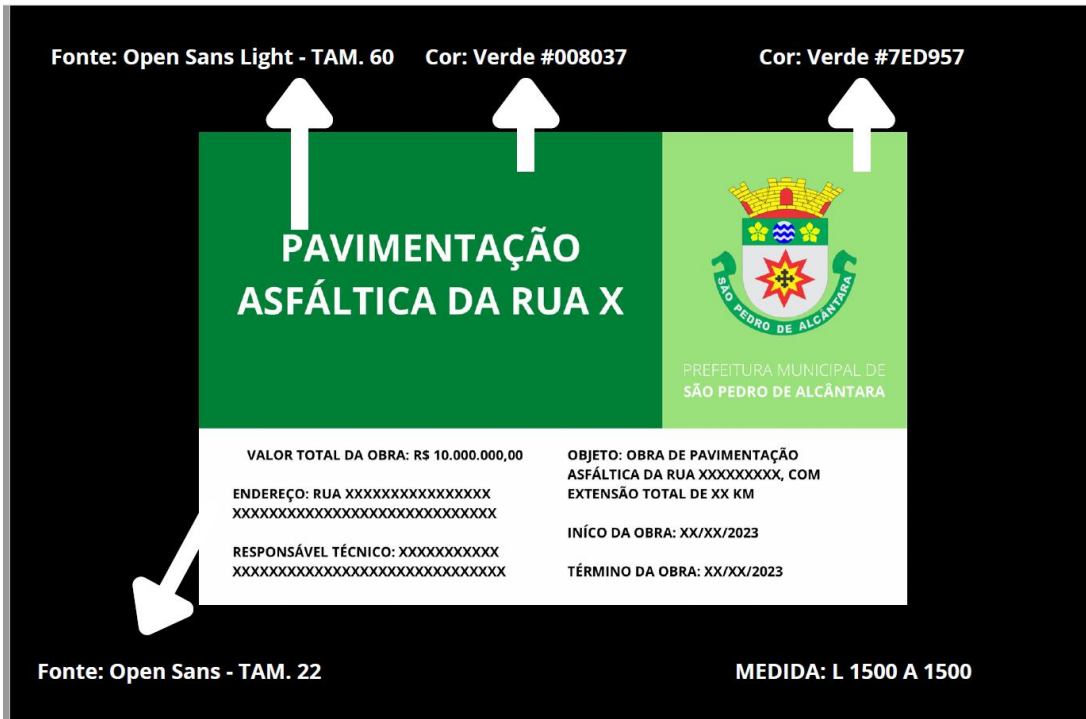 Fonte: Open Sans Light - TAM. 60
Cor: Verde #008037
Cor: Verde #7ED957
PAVIMENTAÇÃO
ASFÁLTICA DA RUA X
SÃO PEDRO DE ALCÂNTARA
PREFEITURA MUNICIPAL DE
SÃO PEDRO DE ALCÂNTARA
VALOR TOTAL DA OBRA: R$ 10.000.000,00
ENDEREÇO: RUA XXXXXXXXXXXXXXXX
XXXXXXXXXXXXXXXXXXXXXXXXXXXXX
RESPONSÁVEL TÉCNICO: XXXXXXXXXXX
XXXXXXXXXXXXXXXXXXXXXXXXXXXXXX
OBJETO: OBRA DE PAVIMENTAÇÃO
ASFÁLTICA DA RUA XXXXXXXXX, COM
EXTENSÃO TOTAL DE XX KM
INÍCO DA OBRA: XX/XX/2023
TÉRMINO DA OBRA: XX/XX/2023
Fonte: Open Sans - TAM. 22
MEDIDA: L 1500 A 1500